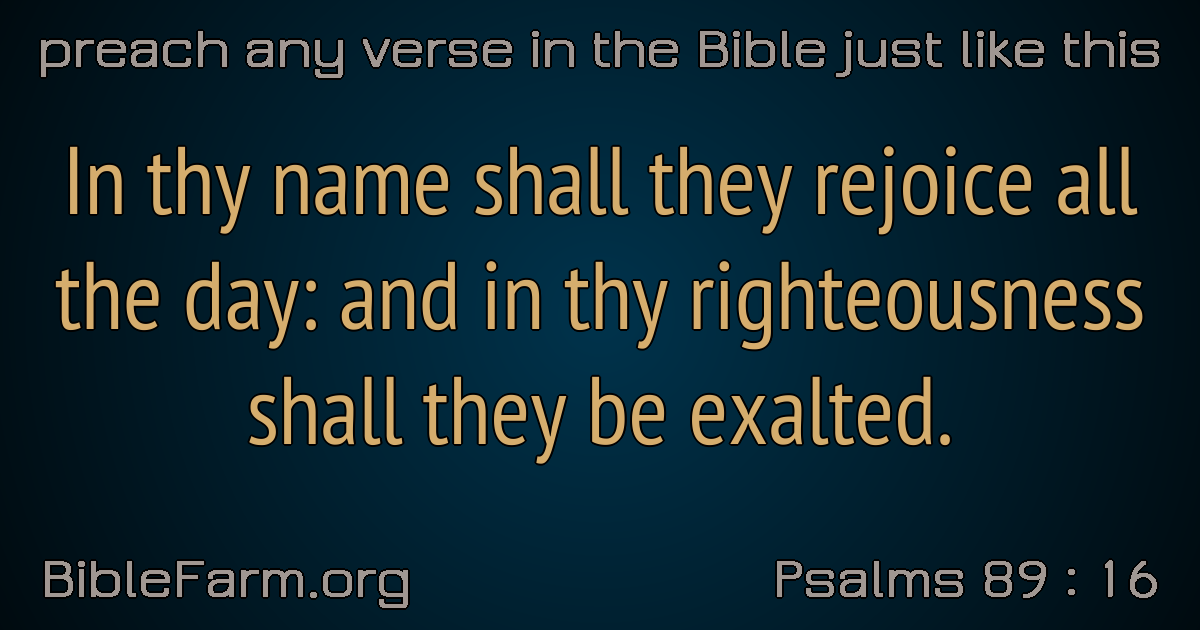 preach any verse in the Bible just like this
In thy name shall they rejoice all
the day: and in thy righteousness
shall they be exalted.
BibleFarm.org
Psalms 89 : 16